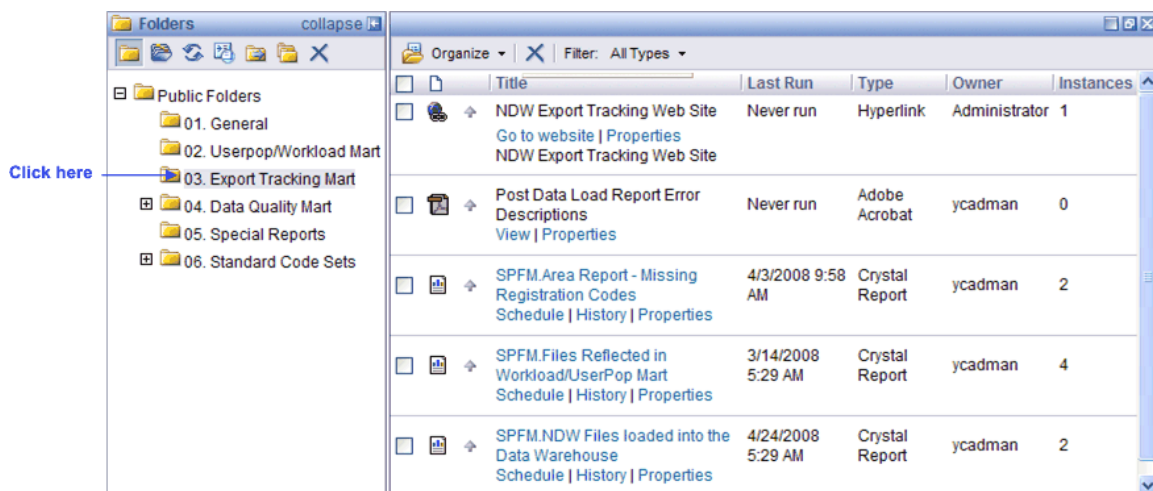 Folders collapse
Organize Filter: All Types
Public Folders
01. General
02. Userpop/Workload Mart
Click here
03. Export Tracking Mart
04. Data Quality Mart
05. Special Reports
06. Standard Code Sets
Title Last Run Type Owner Instances
NDW Export Tracking Web Site Never run Hyperlink Administrator 1
Go to website | Properties
NDW Export Tracking Web Site
Post Data Load Report Error Never run Adobe ycadman 0
Descriptions Acrobat
View | Properties
SPFM.Area Report - Missing 4/3/2008 9:58 Crystal ycadman 2
Registration Codes AM Report
Schedule | History | Properties
SPFM.Files Reflected in 3/14/2008 Crystal ycadman 4
Workload/UserPop Mart 5:29 AM Report
Schedule | History | Properties
SPFM.NDW Files loaded into the 4/24/2008 Crystal ycadman 2
Data Warehouse 5:29 AM Report
Schedule | History | Properties